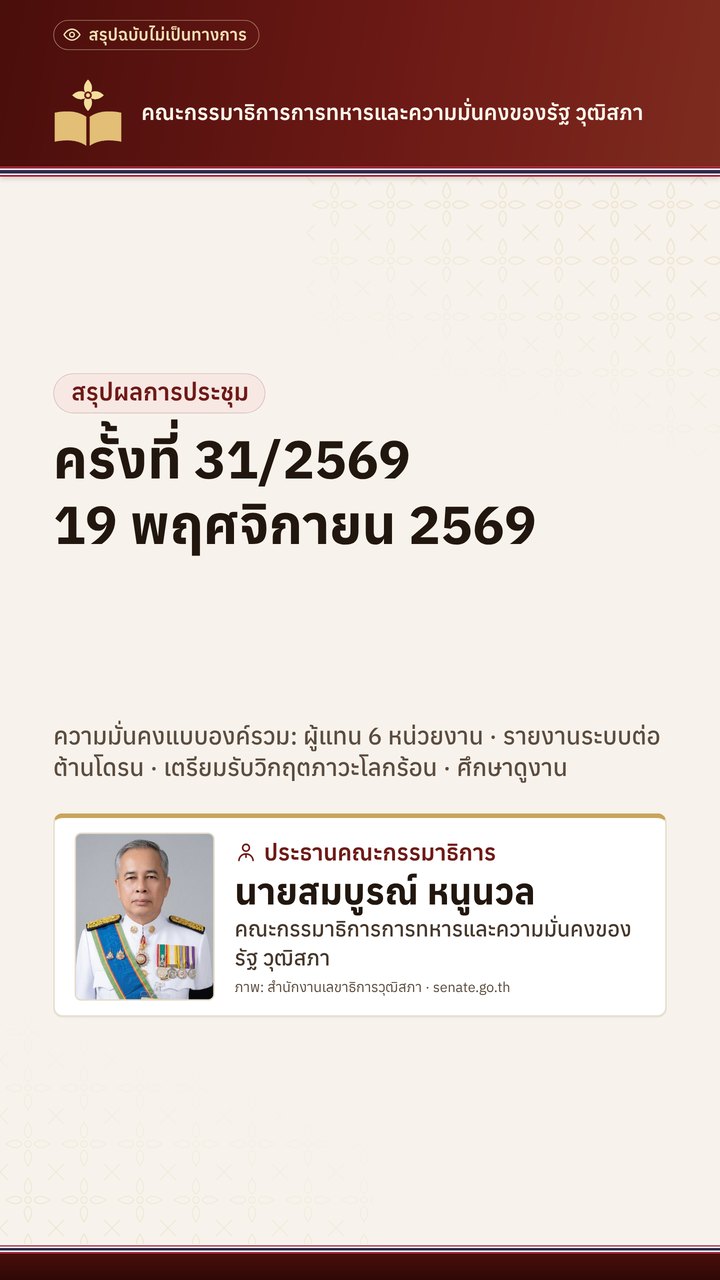 สรุปฉบับไม่เป็นทางการ
คณะกรรมาธิการการทหารและความมั่นคงของรัฐ วุฒิสภา
สรุปผลการประชุม
ครั้งที่ 31/2569
19 พฤศจิกายน 2569
ความมั่นคงแบบองค์รวม: ผู้แทน 6 หน่วยงาน · รายงานระบบต่อ
ต้านโดรน · เตรียมรับวิกฤตภาวะโลกร้อน · ศึกษาดูงาน
ประธานคณะกรรมาธิการ
นายสมบูรณ์ หนูนวล
คณะกรรมาธิการการทหารและความมั่นคงของ
รัฐ วุฒิสภา
ภาพ: สำนักงานเลขาธิการวุฒิสภา · senate.go.th